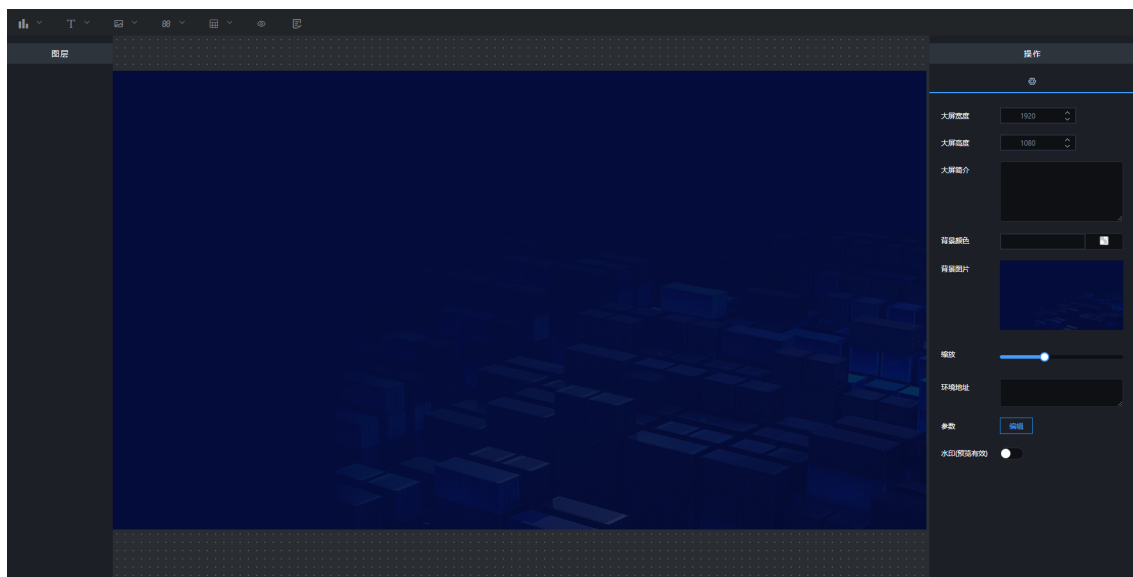 T
88
图层
操作
大屏宽度
1920
大屏高度
1080
大屏简介
背景颜色
背景图片
缩放
环境地址
参数
编辑
水印(预览有效)